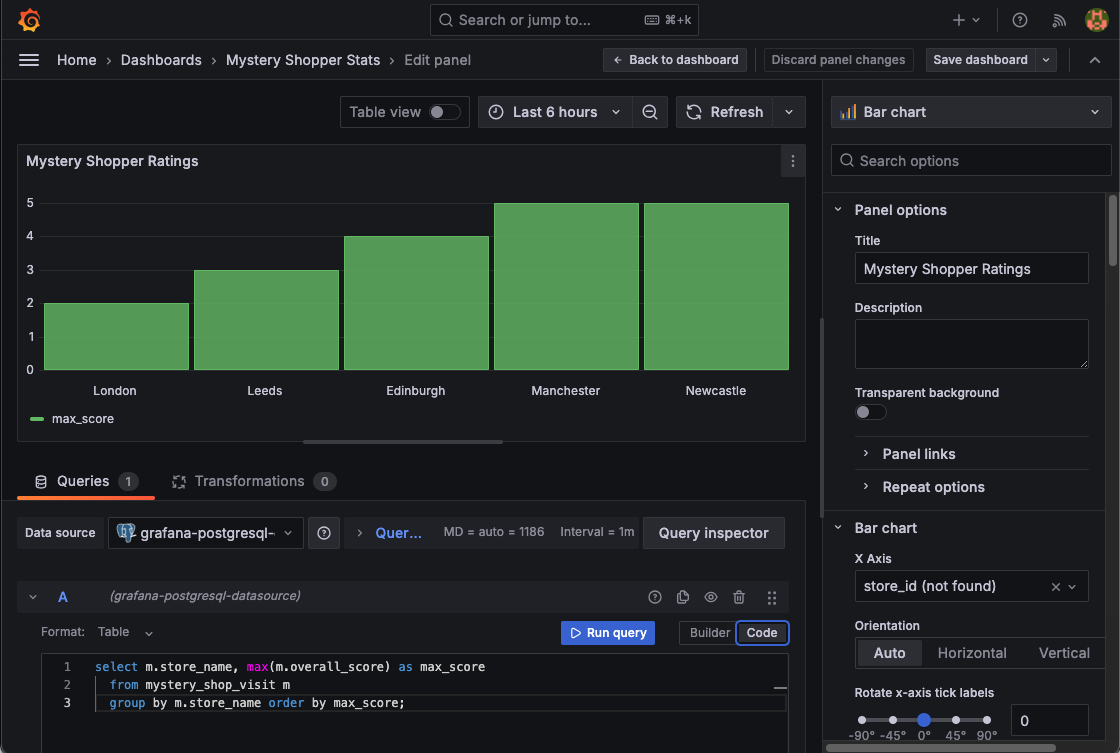 Search or jump to... ⌘+k
Home › Dashboards › Mystery Shopper Stats › Edit panel
← Back to dashboard
Discard panel changes
Save dashboard
Table view
Last 6 hours
Refresh
Bar chart
Search options
Mystery Shopper Ratings
5
4
3
2
1
0
London Leeds Edinburgh Manchester Newcastle
max_score
Panel options
Title
Mystery Shopper Ratings
Description
Transparent background
Panel links
Repeat options
Bar chart
X Axis
store_id (not found)
Orientation
Auto Horizontal Vertical
Rotate x-axis tick labels
-90° -45° 0° 45° 90°
0
Queries 1
Transformations 0
Data source
grafana-postgresql-
Quer...
MD = auto = 1186 Interval = 1m
Query inspector
A (grafana-postgresql-datasource)
Format: Table
Run query
Builder Code
1 select m.store_name, max(m.overall_score) as max_score
2 from mystery_shop_visit m
3 group by m.store_name order by max_score;